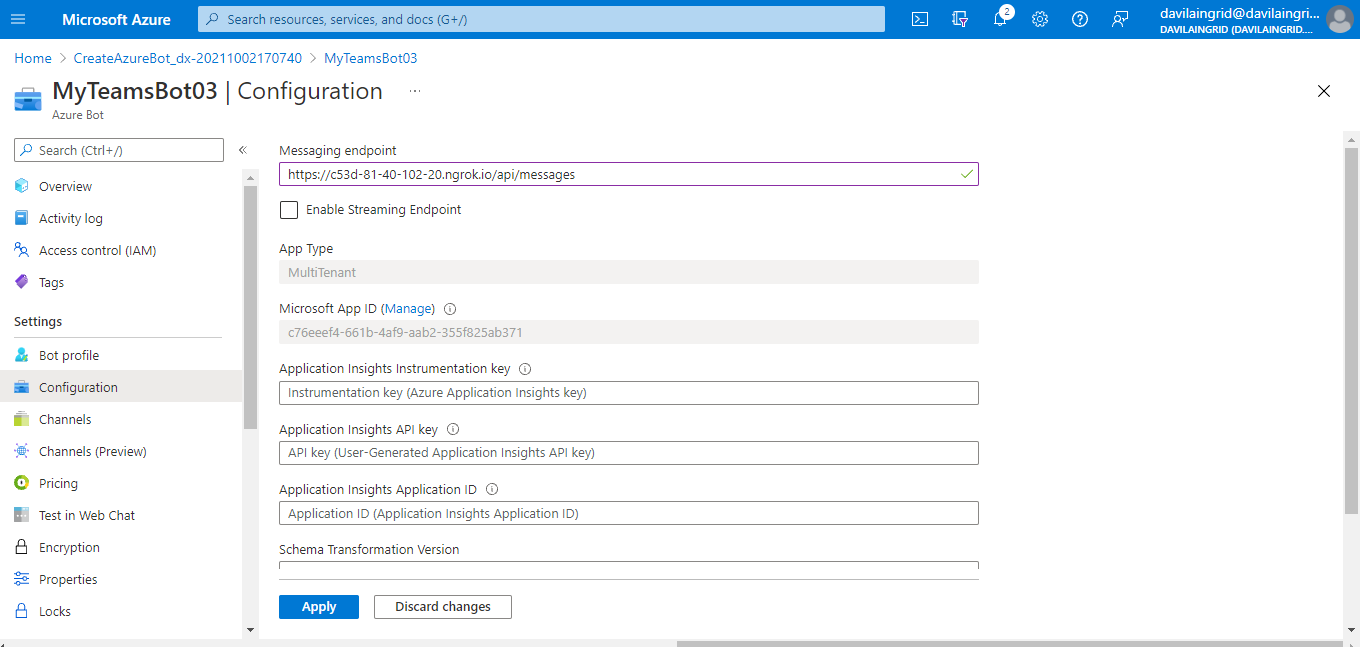 Microsoft Azure
Search resources, services, and docs (G+/)
2
davilaingrid@davilaingri...
DAVILAINGRID (DAVILAINGRID....
Home > CreateAzureBot_dx-20211002170740 > MyTeamsBot03
MyTeamsBot03 | Configuration ...
Azure Bot
Search (Ctrl+/)
«
Overview
Activity log
Access control (IAM)
Tags
Settings
Bot profile
Configuration
Channels
Channels (Preview)
Pricing
Test in Web Chat
Encryption
Properties
Locks
Messaging endpoint
https://c53d-81-40-102-20.ngrok.io/api/messages
Enable Streaming Endpoint
App Type
MultiTenant
Microsoft App ID (Manage)
c76eeef4-661b-4af9-aab2-355f825ab371
Application Insights Instrumentation key
Instrumentation key (Azure Application Insights key)
Application Insights API key
API key (User-Generated Application Insights API key)
Application Insights Application ID
Application ID (Application Insights Application ID)
Schema Transformation Version
Apply
Discard changes